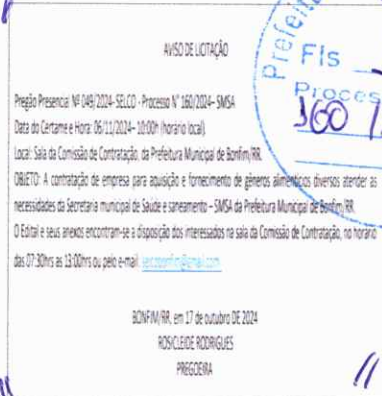 AVISO DE LICITAÇÃO
Prefeit
Fls
Proces
160
Pregão Presencial Nº 049/2024- SELCO - Processo N° 160/2024– SMSA
Data do Certame e Hora: 06/11/2024– 10:00h (horario local).
Local: Sala da Comissão de Contratação, da Prefeitura Municipal de Bonfim/RR.
OBJETO: A contratação de empresa para aquisição e fornecimento de gêneros alimentícios diversos atender as
necessidades da Secretaria municipal de Saúde e saneamento – SMSA da Prefeitura Municipal de Bonfim/RR.
O Edital e seus anexos encontram-se a disposição dos interessados na sala da Comissão de Contratação, no horário
das 07:30hrs as 13:00hrs ou pelo e-mail:
BONFIM/RR, em 17 de outubro DE 2024
ROSICLEIDE RODRIGUES
PREGOEIRA